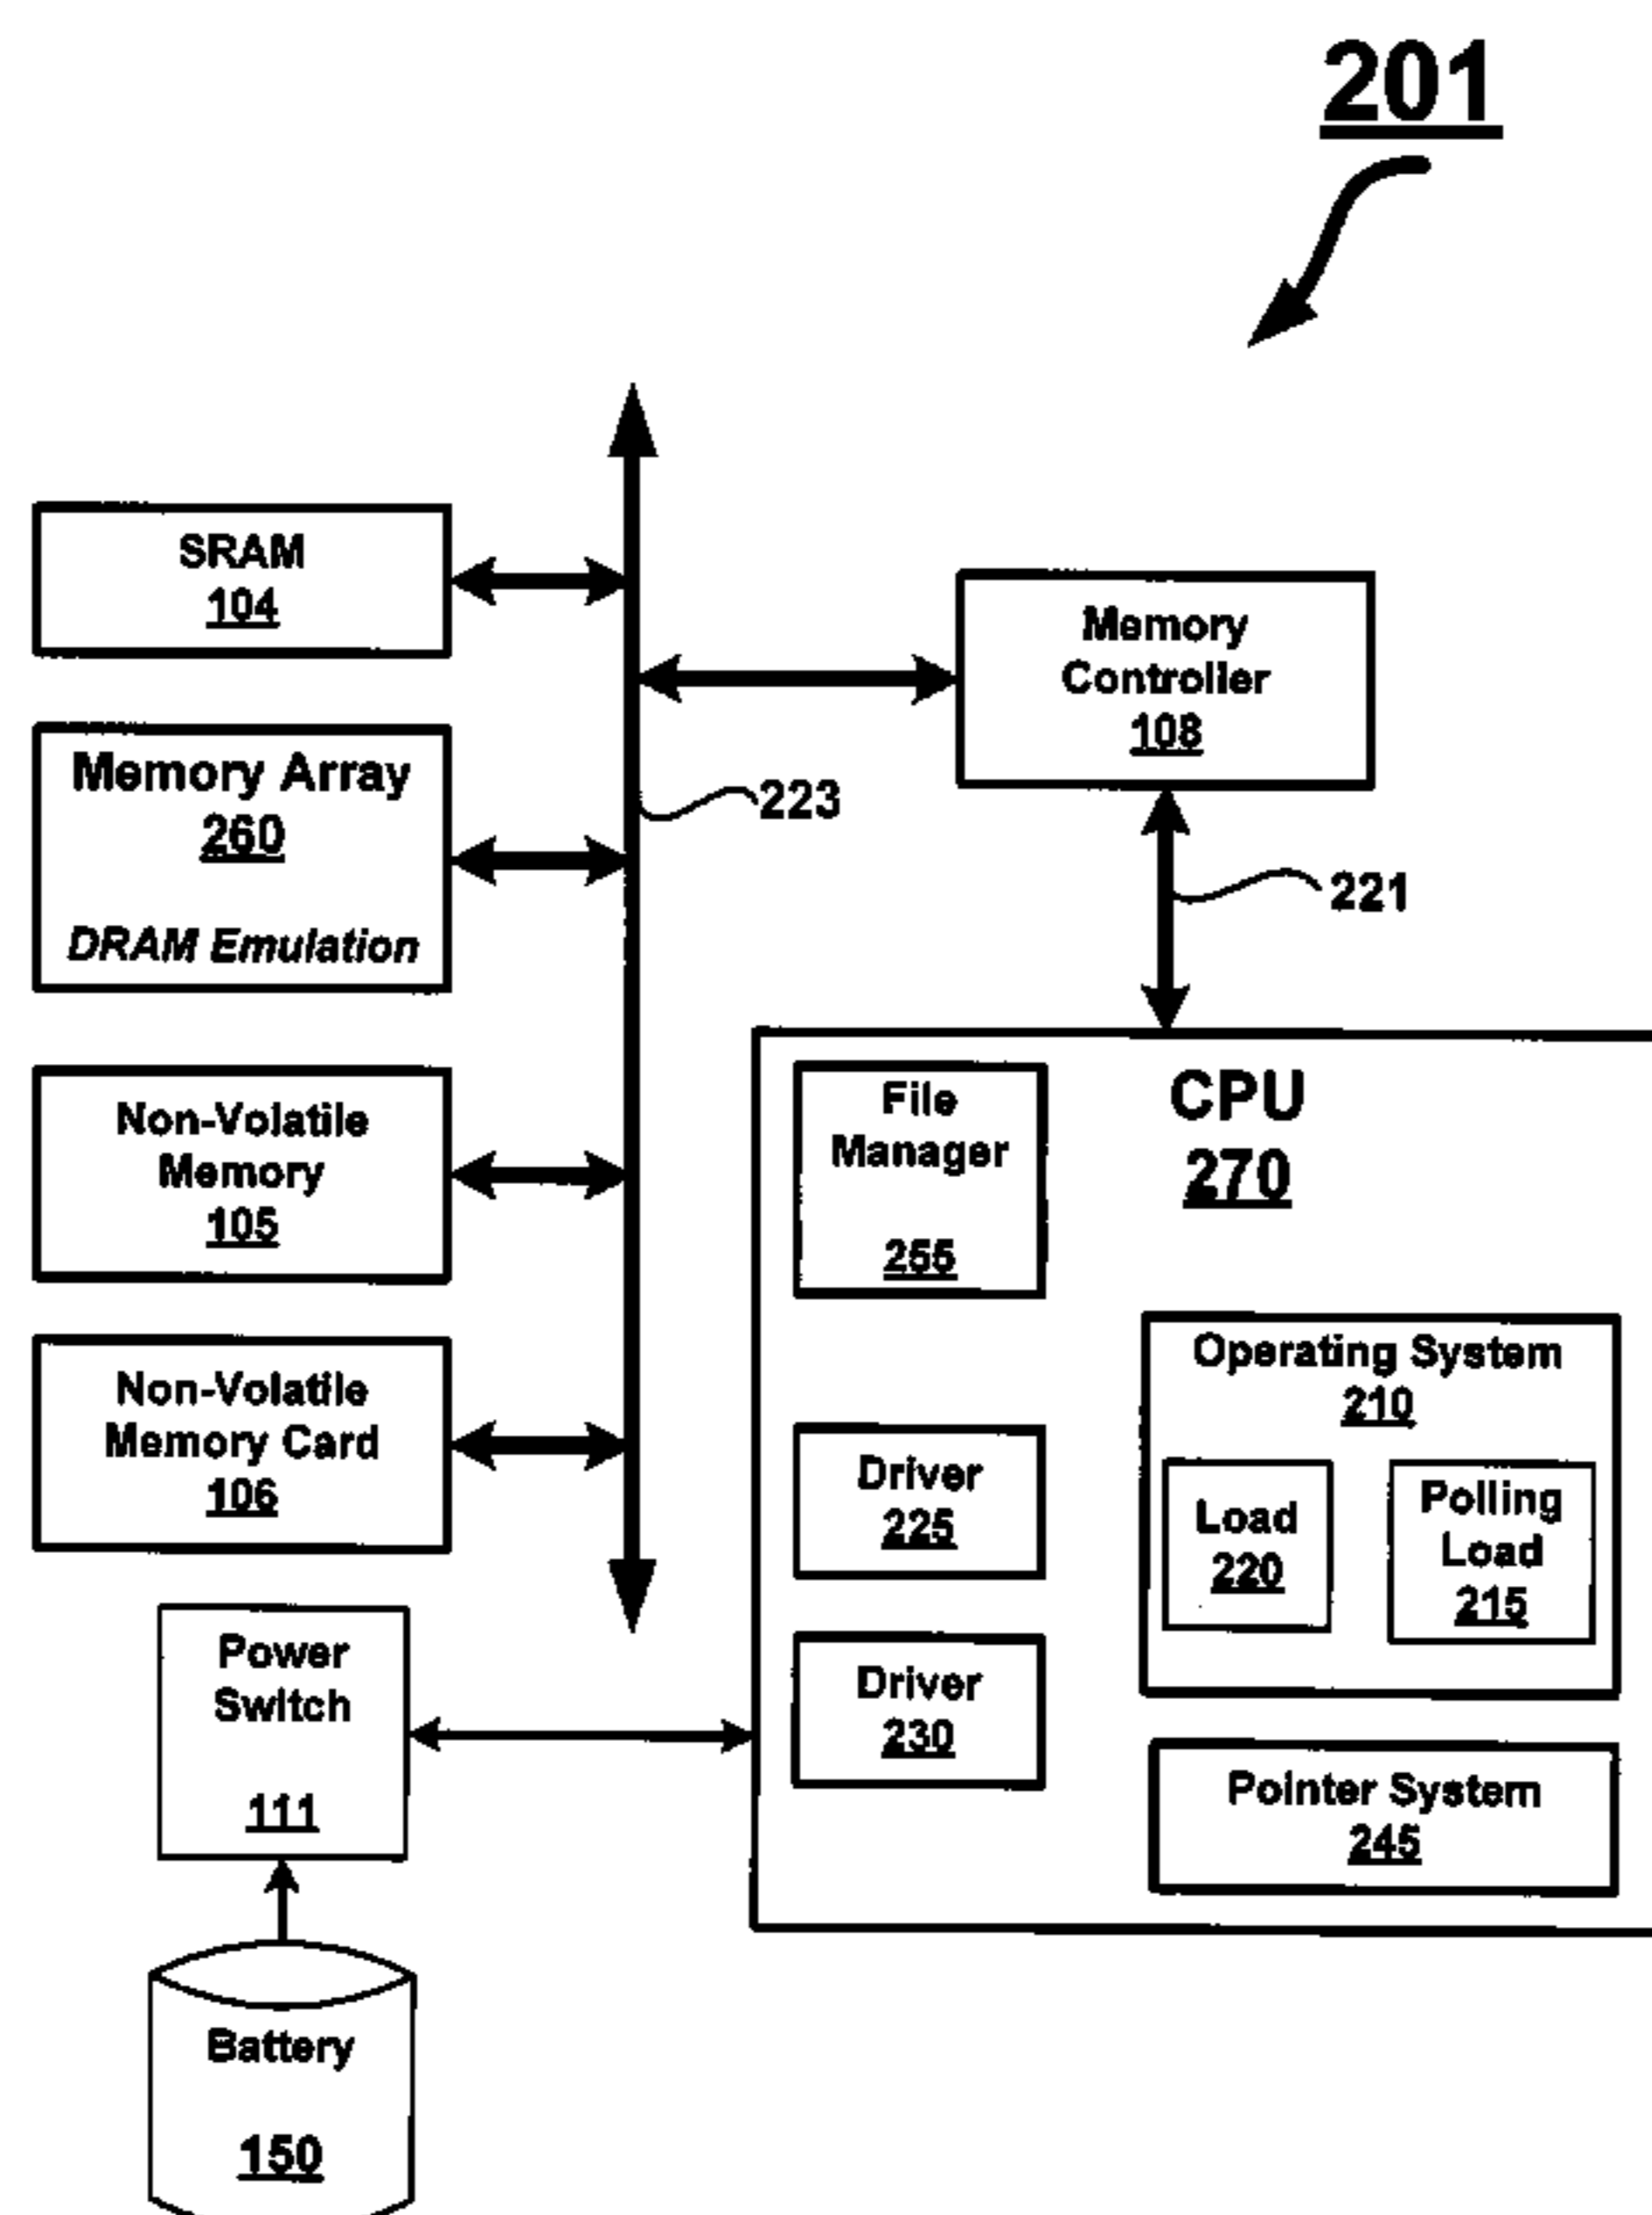 201
SRAM
104
Memory
Controller
108
Memory Array
260
DRAM Emulation
223
221
Non-Volatile
Memory
105
Non-Volatile
Memory Card
106
CPU
270
File
Manager
255
Operating System
210
Load
220
Polling
Load
215
Driver
225
Driver
230
Pointer System
245
Power
Switch
111
Battery
150